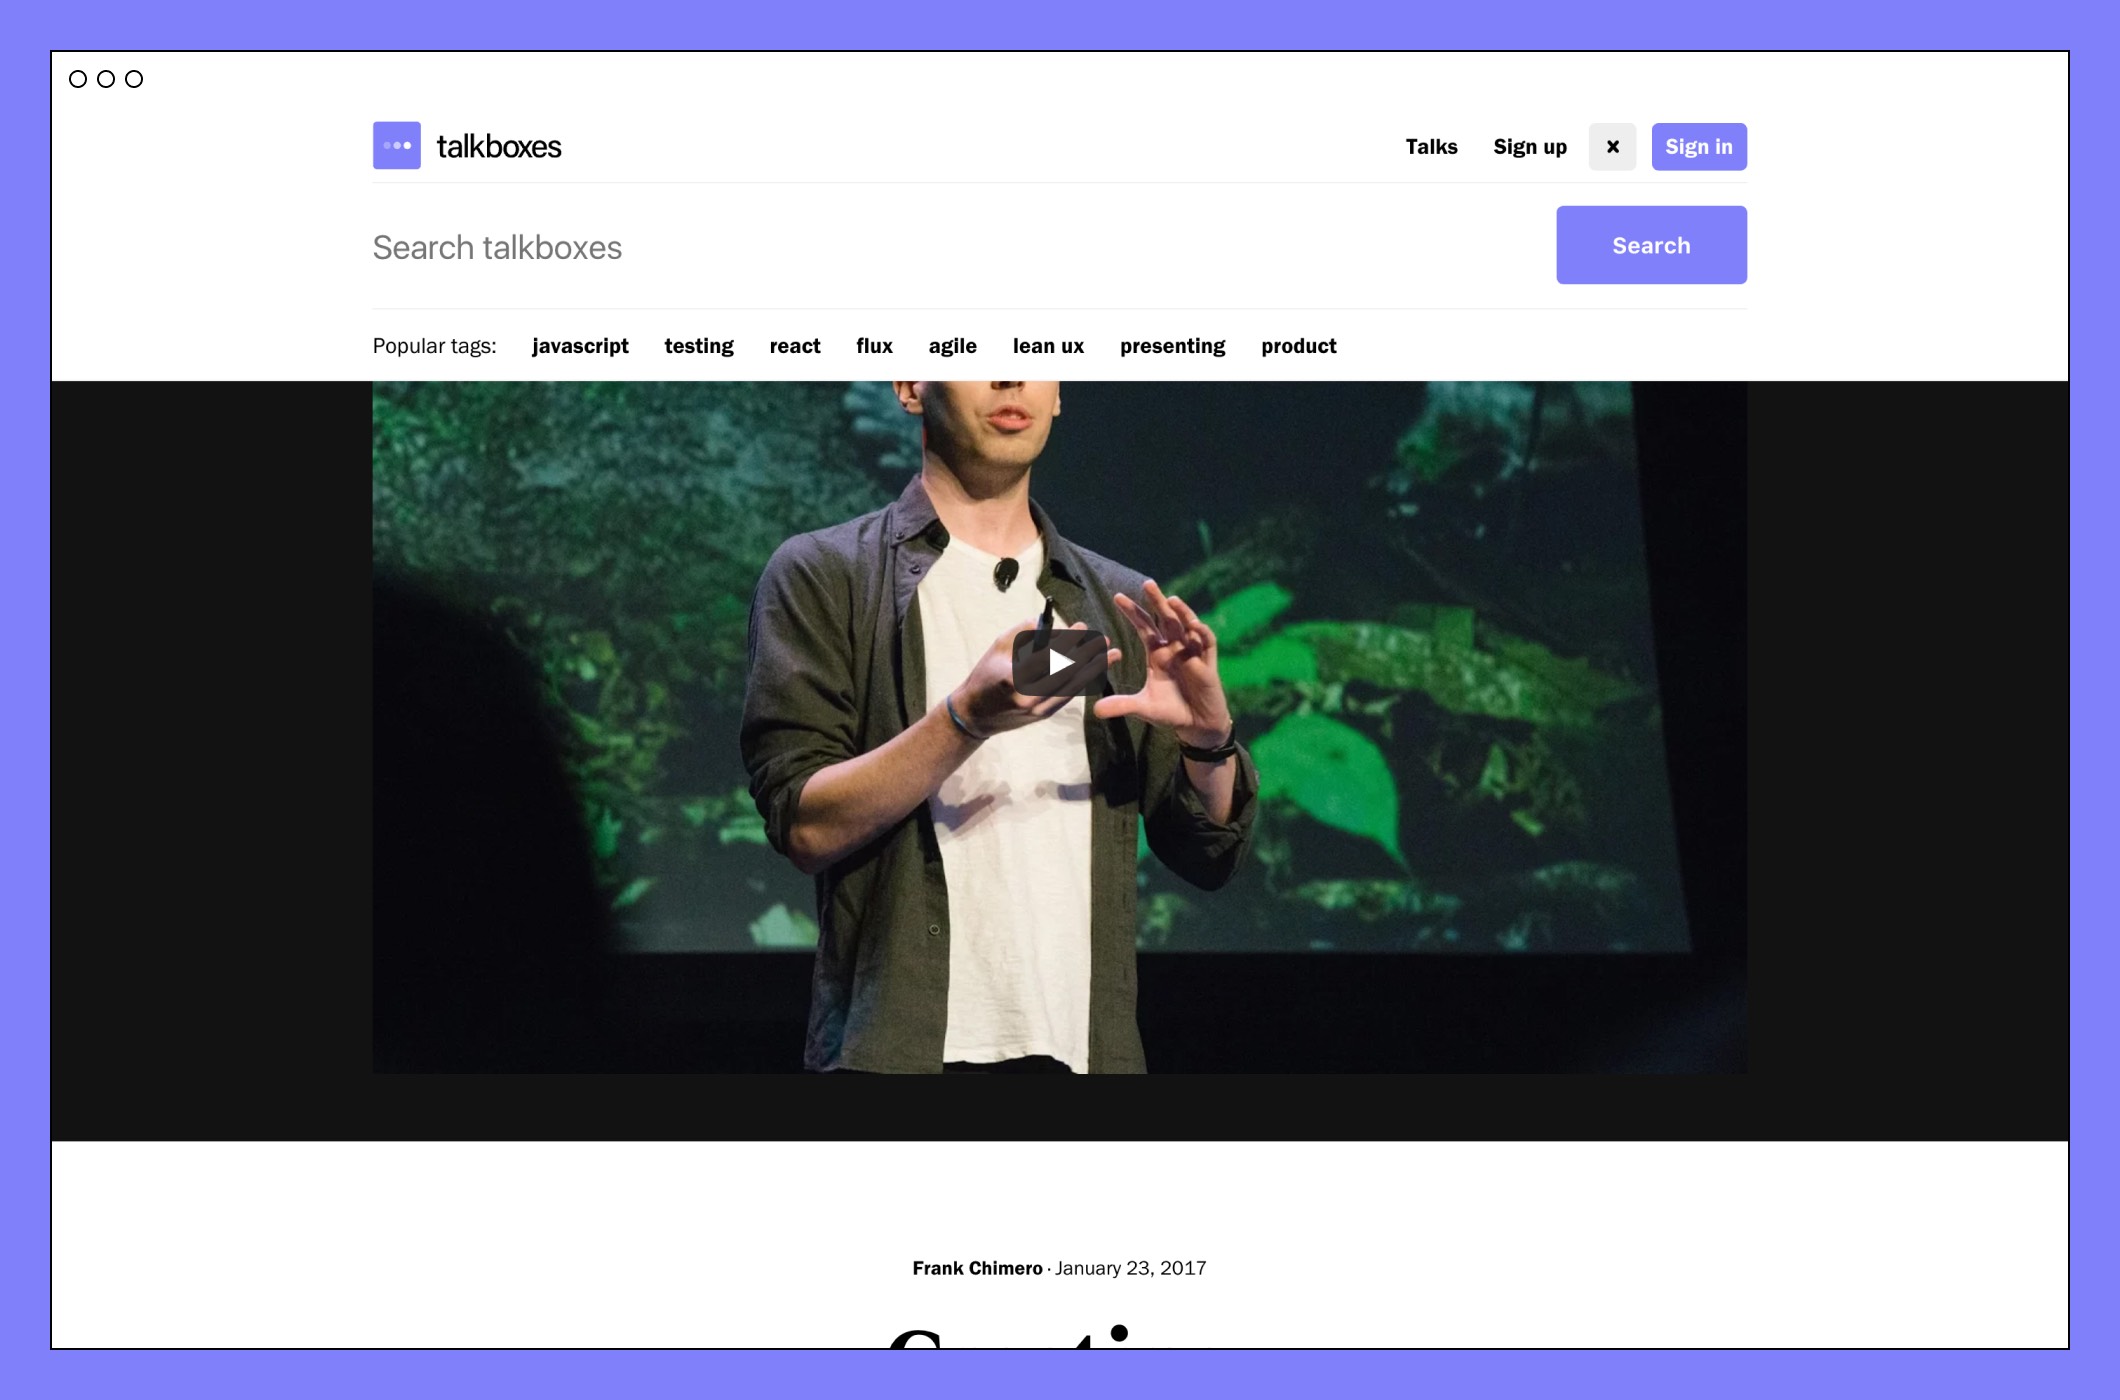 talkboxes
Talks Sign up × Sign in
Search talkboxes Search
Popular tags: javascript testing react flux agile lean ux presenting product
Frank Chimero · January 23, 2017